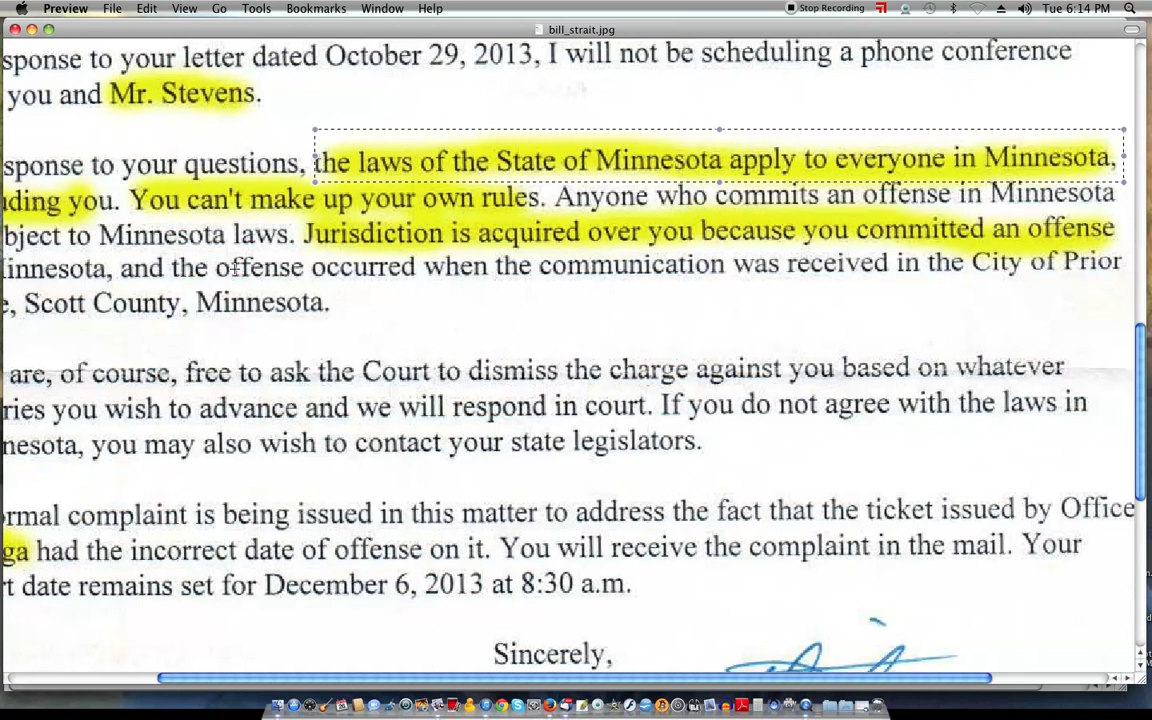 Preview File Edit View Go Tools Bookmarks Window Help Stop Recording Tue 6:14 PM
bill_strait.jpg
sponse to your letter dated October 29, 2013, I will not be scheduling a phone conference
you and Mr. Stevens.
sponse to your questions, the laws of the State of Minnesota apply to everyone in Minnesota,
ding you. You can't make up your own rules. Anyone who commits an offense in Minnesota
bject to Minnesota laws. Jurisdiction is acquired over you because you committed an offense
innesota, and the offense occurred when the communication was received in the City of Prior
e, Scott County, Minnesota.
are, of course, free to ask the Court to dismiss the charge against you based on whatever
ries you wish to advance and we will respond in court. If you do not agree with the laws in
nesota, you may also wish to contact your state legislators.
rmal complaint is being issued in this matter to address the fact that the ticket issued by Office
ga had the incorrect date of offense on it. You will receive the complaint in the mail. Your
t date remains set for December 6, 2013 at 8:30 a.m.
Sincerely,